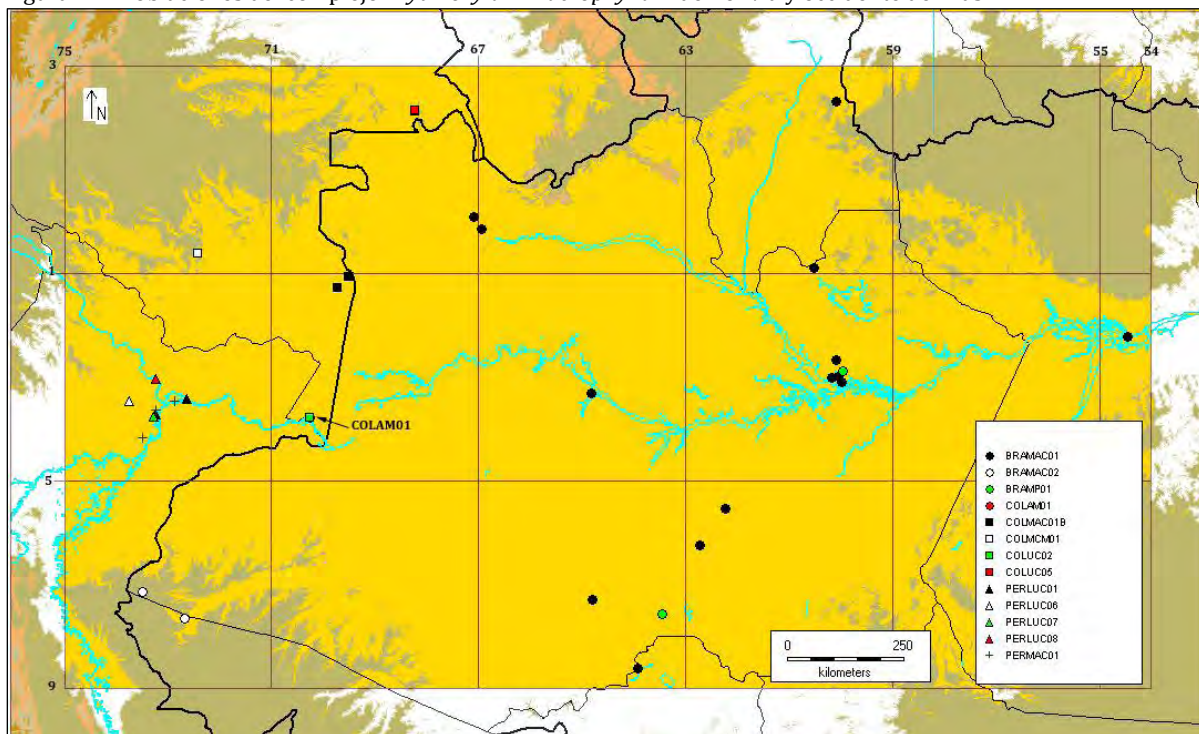 75 71 67 63 59 55 54
3
N
1
COLAM01
5
9
BRAMAC01
BRAMAC02
BRAMP01
COLAM01
COLMAC01B
COLMCM01
COLUC02
COLUC05
PERLUC01
PERLUC06
PERLUC07
PERLUC08
PERMAC01
0 250
kilometers